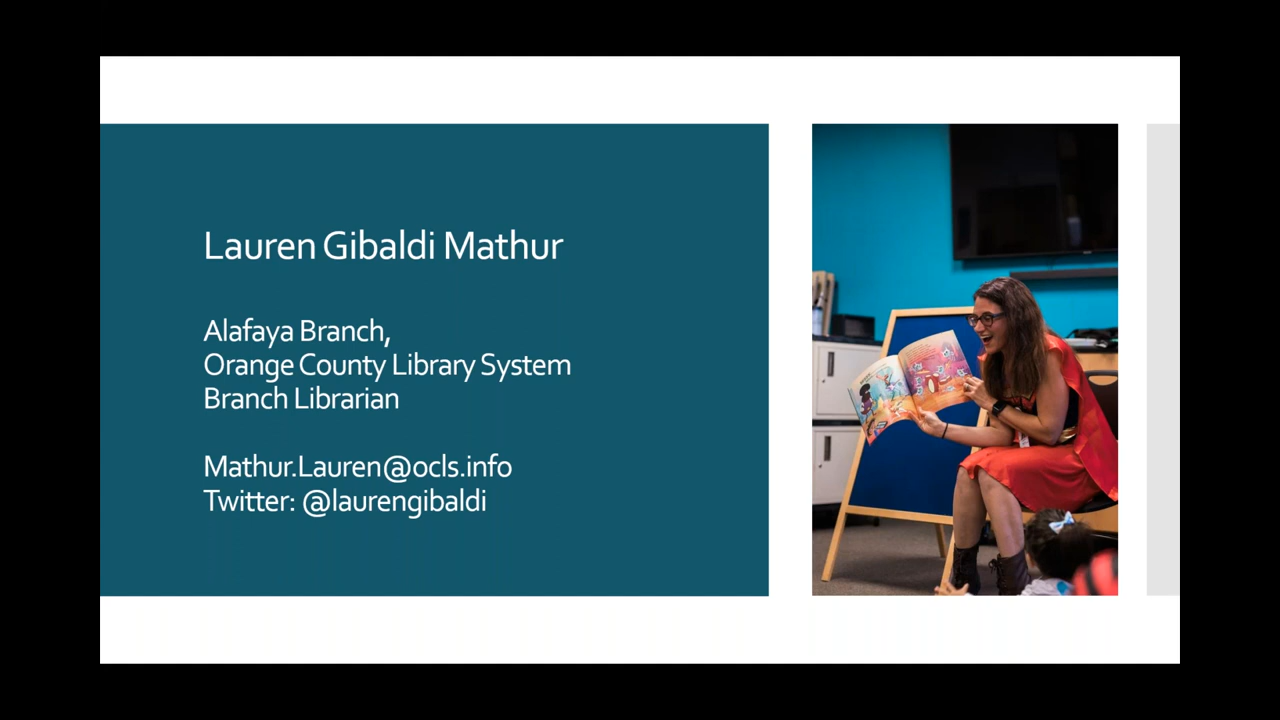 Lauren Gibaldi Mathur
Alafaya Branch,
Orange County Library System
Branch Librarian
Mathur.Lauren@ocls.info
Twitter: @laurengibaldi